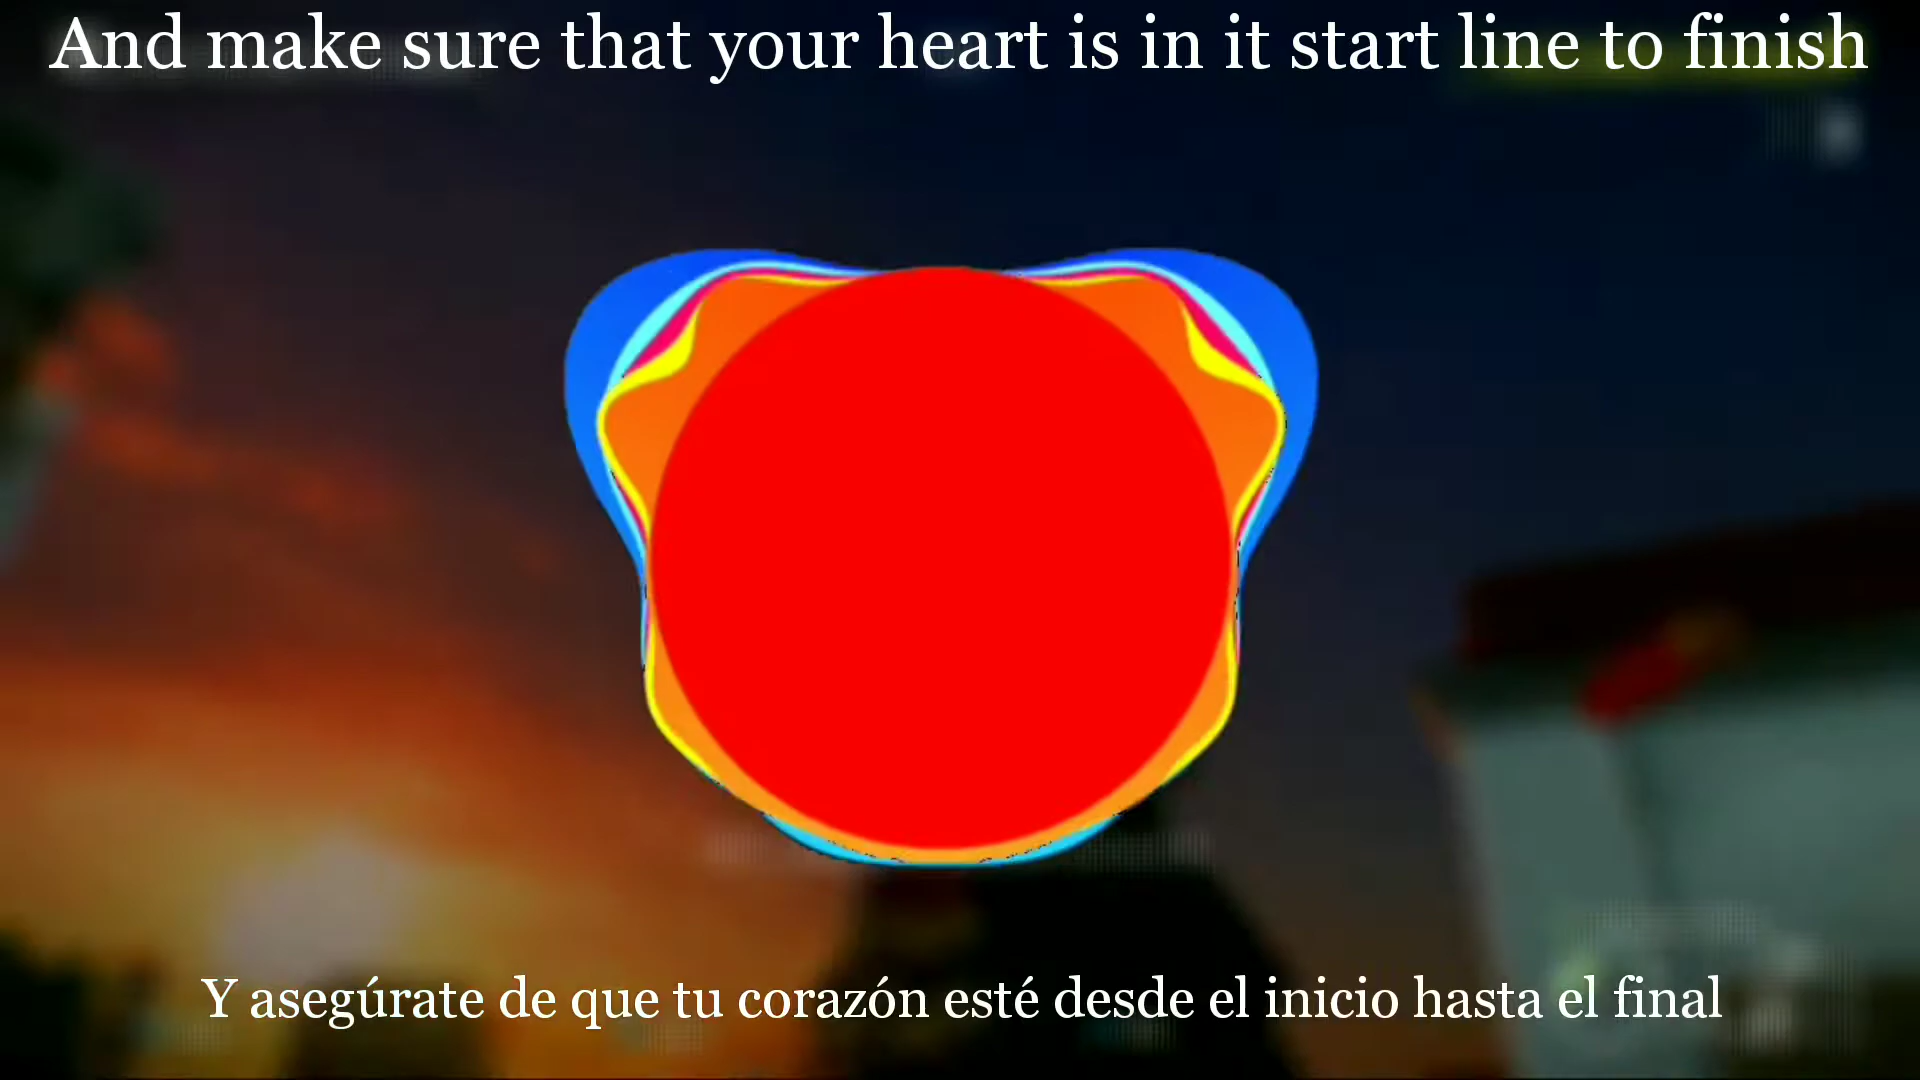 And make sure that your heart is in it start line to finish
Y asegúrate de que tu corazón esté desde el inicio hasta el final